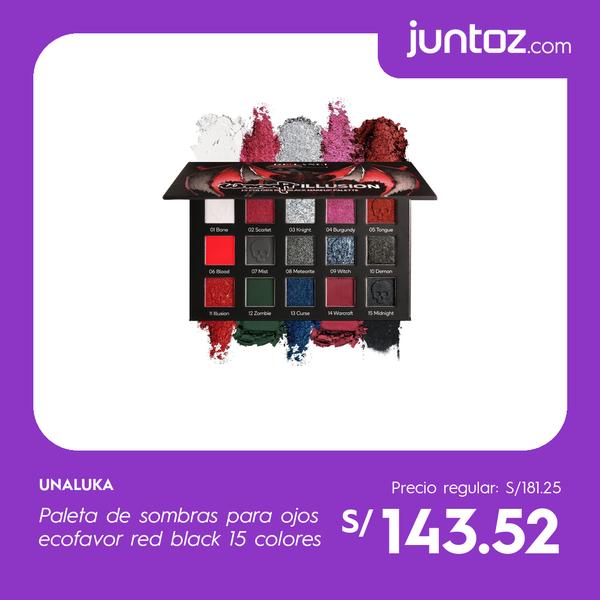 juntoz.com
ILLUSION
01 Bone
02 Scarlet
03 Knight
04 Burgundy
05 Tongue
06 Blood
07 Mist
08 Meteorite
09 Witch
10 Demon
11 Illusion
12 Zombie
13 Curse
14 Warcraft
15 Midnight
UNALUKA
Paleta de sombras para ojos
ecofavor red black 15 colores
Precio regular: S/181.25
S/143.52